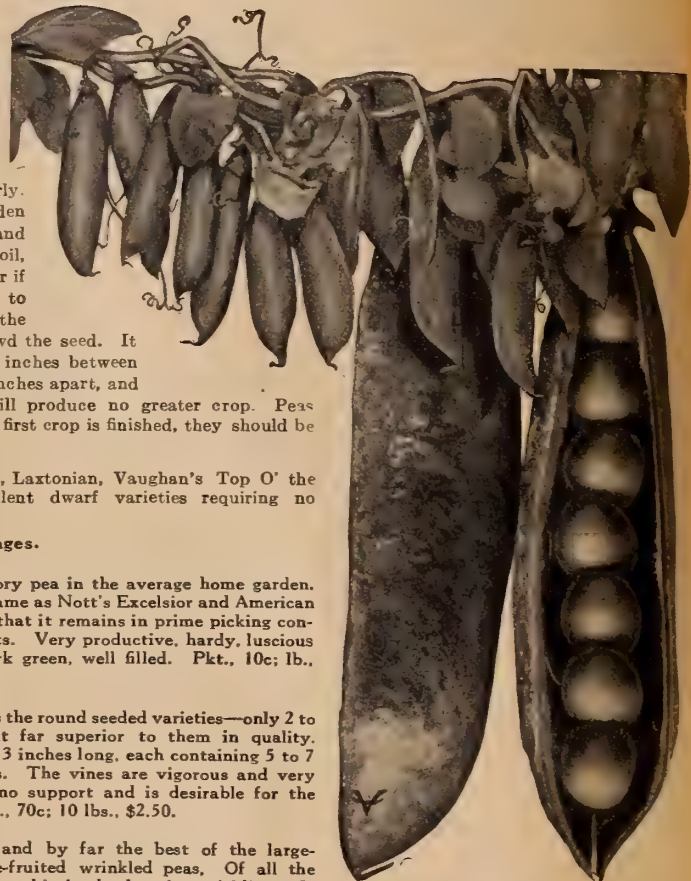 rly.
den
and
oil,
r if
to
the
wd the seed. It
inches between
nches apart, and
ill produce no greater crop. Peas
first crop is finished, they should be
, Laxtonian, Vaughan's Top O' the
lent dwarf varieties requiring no
ages.
ory pea in the average home garden.
ame as Nott's Excelsior and American
that it remains in prime picking con-
ts. Very productive, hardy, luscious
rk green, well filled. Pkt., 10c; lb.,
s the round seeded varieties—only 2 to
t far superior to them in quality.
3 inches long, each containing 5 to 7
s. The vines are vigorous and very
no support and is desirable for the
., 70c; 10 lbs., $2.50.
and by far the best of the large-
e-fruited wrinkled peas, Of all the